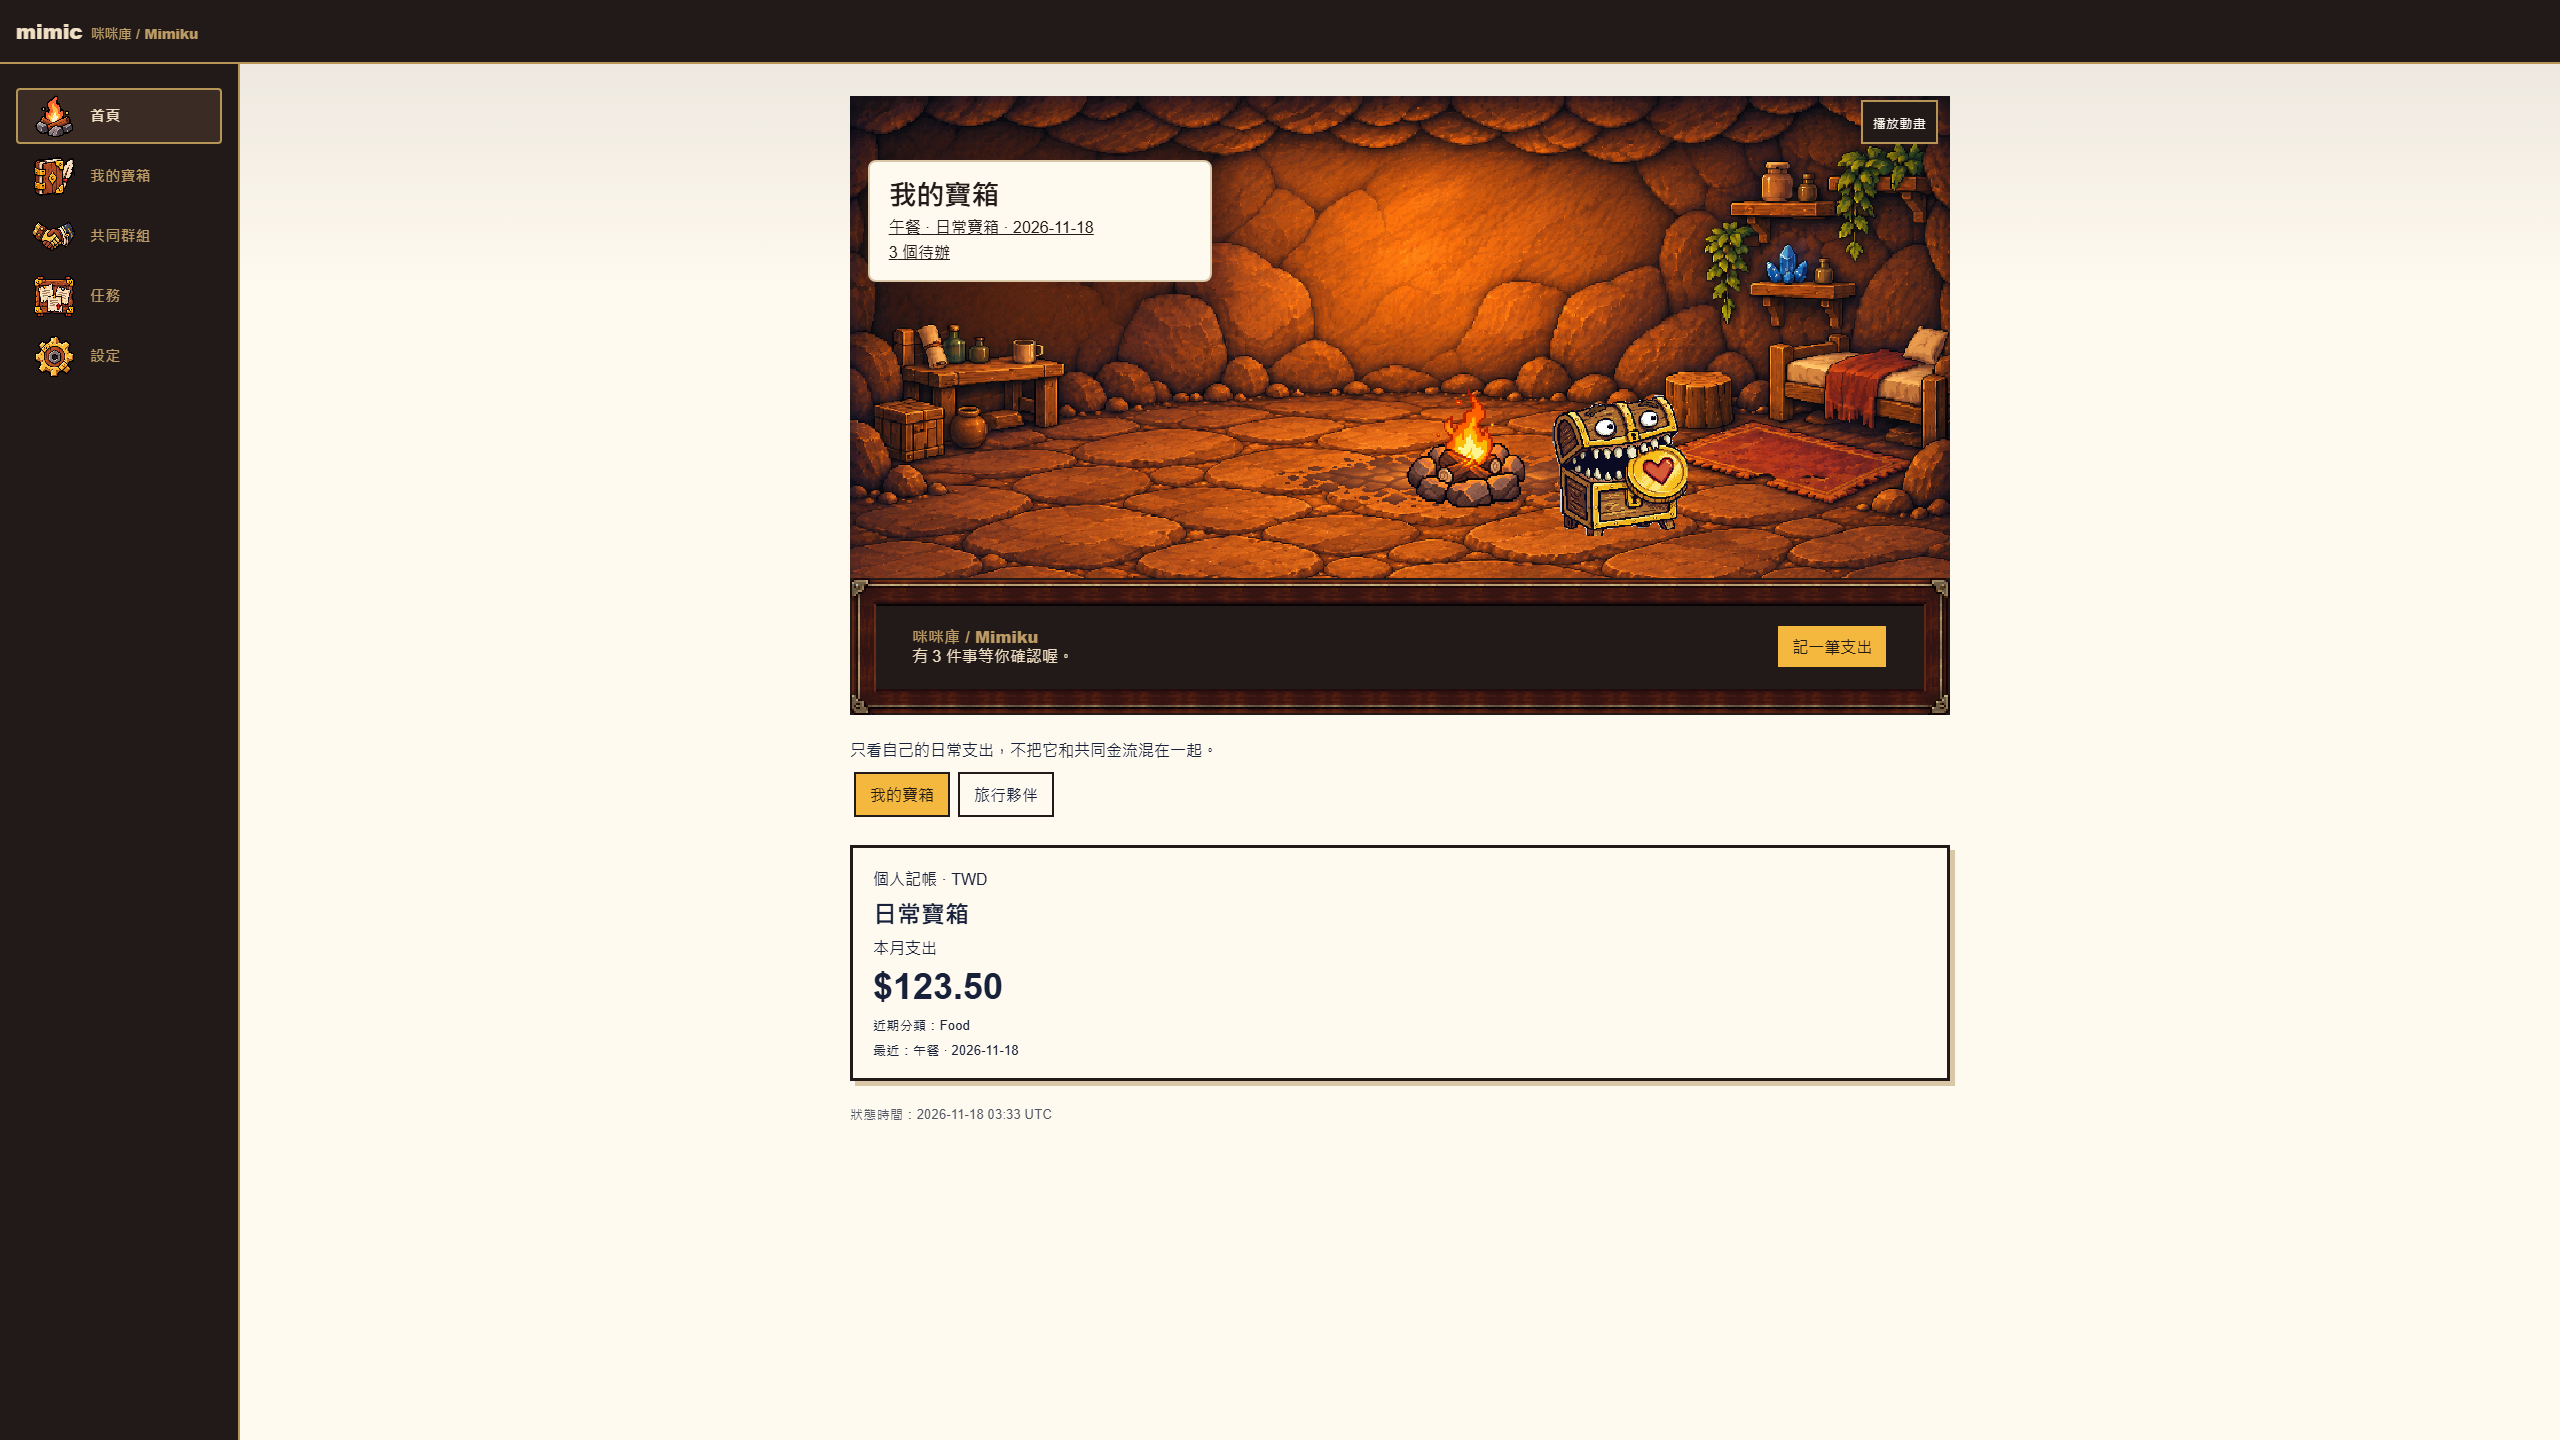 mimic 咪咪庫 / Mimiku
首頁
我的寶箱
共同群組
任務
設定
播放動畫
我的寶箱
午餐 · 日常寶箱 · 2026-11-18
3 個待辦
咪咪庫 / Mimiku
有 3 件事等你確認喔。
記一筆支出
只看自己的日常支出，不把它和共同金流混在一起。
我的寶箱
旅行夥伴
個人記帳 · TWD
日常寶箱
本月支出
$123.50
近期分類：Food
最近：午餐 · 2026-11-18
狀態時間：2026-11-18 03:33 UTC